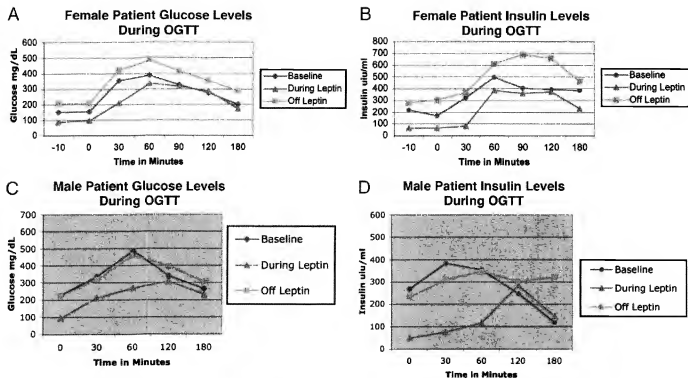 A
Female Patient Glucose Levels
During OGTT
Glucose mg/dL
600
500
400
300
200
100
0
-10 0 30 60 90 120 180
Time in Minutes
Baseline
During Leptin
Off Leptin
B
Female Patient Insulin Levels
During OGTT
Insulin uiu/ml
800
700
600
500
400
300
200
100
0
-10 0 30 60 90 120 180
Time in Minutes
Baseline
During Leptin
Off Leptin
C
Male Patient Glucose Levels
During OGTT
Glucose mg/dL
700
600
500
400
300
200
100
0
0 30 60 120 180
Time in Minutes
Baseline
During Leptin
Off Leptin
D
Male Patient Insulin Levels
During OGTT
Insulin uiu/ml
600
500
400
300
200
100
0
0 30 60 120 180
Time in Minutes
Baseline
During Leptin
Off Leptin